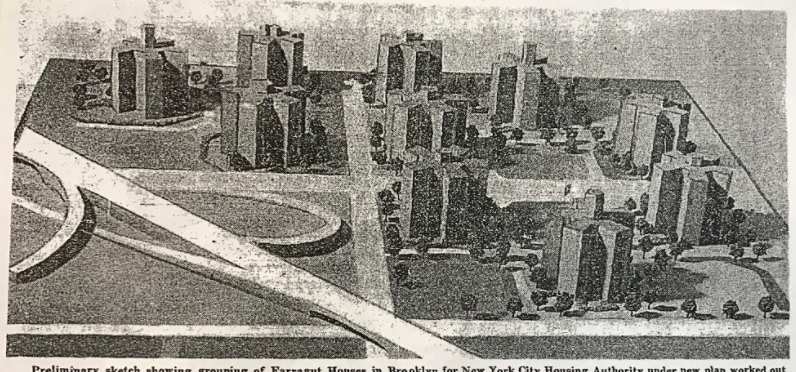 Preliminary sketch showing grouping of Farragut Houses in Brooklyn for New York City Housing Authority under new plan worked out